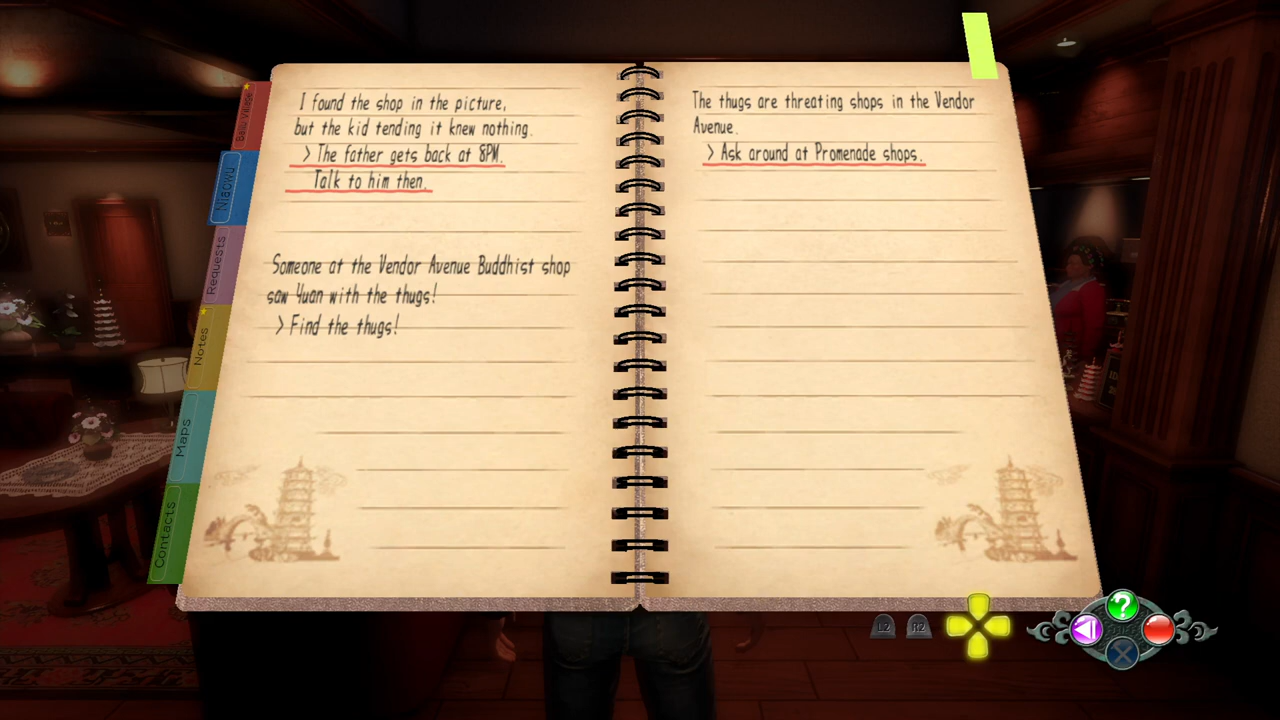 I found the shop in the picture,
but the kid tending it knew nothing.
> The father gets back at 8PM.
Talk to him then.
Someone at the Vendor Avenue Buddhist shop
saw Yuan with the thugs!
> Find the thugs!
The thugs are threating shops in the Vendor
Avenue.
> Ask around at Promenade shops.
Bailu Village
Niaowu
Requests
Notes
Maps
Contacts
L2
R2
?